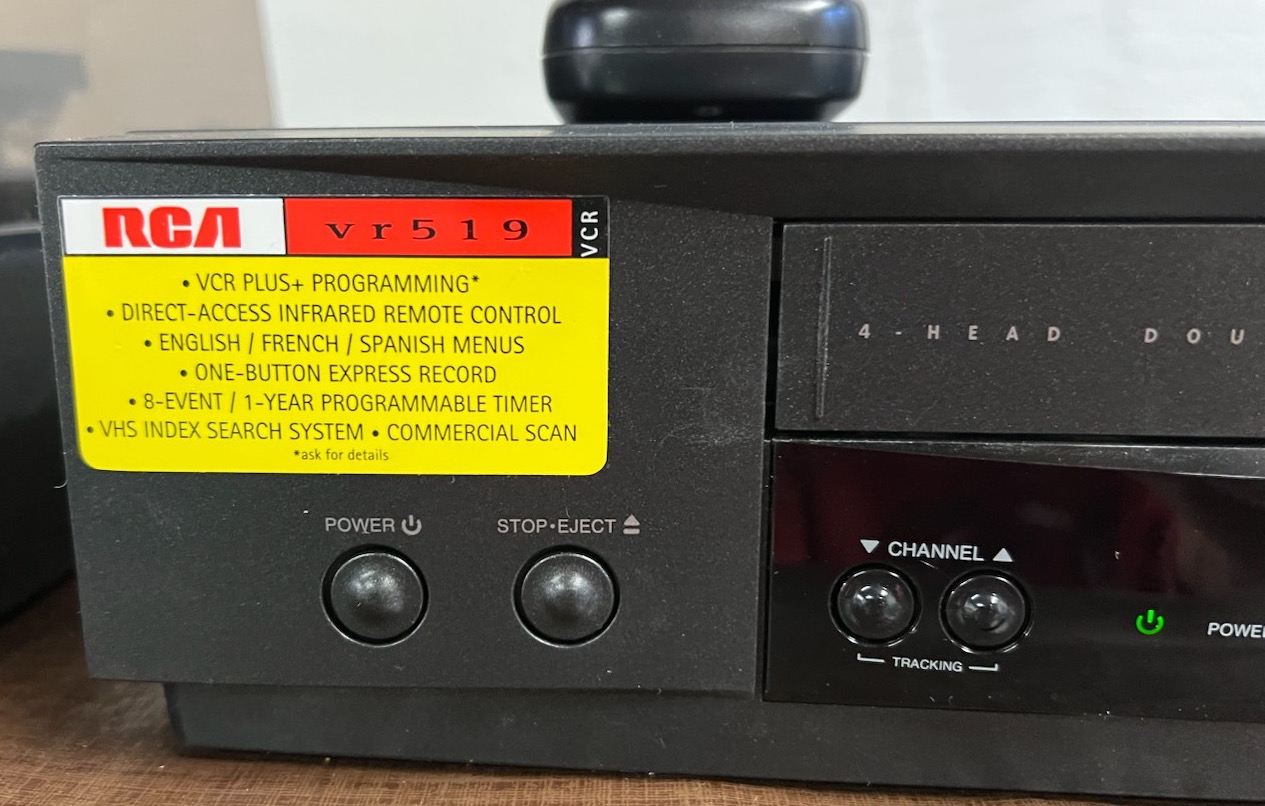 RCA vr519 VCR
• VCR PLUS+ PROGRAMMING*
• DIRECT-ACCESS INFRARED REMOTE CONTROL
• ENGLISH / FRENCH / SPANISH MENUS
• ONE-BUTTON EXPRESS RECORD
• 8-EVENT / 1-YEAR PROGRAMMABLE TIMER
• VHS INDEX SEARCH SYSTEM • COMMERCIAL SCAN
*ask for details
4-HEAD DOU
POWER
STOP•EJECT
▼ CHANNEL ▲
TRACKING
POWE